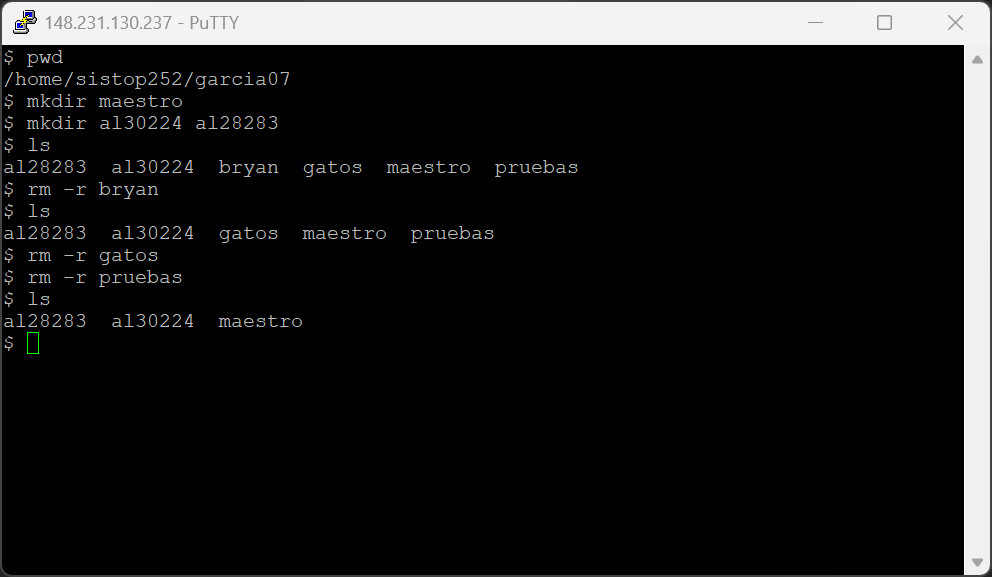 148.231.130.237 - PuTTY
$ pwd
/home/sistop252/garcia07
$ mkdir maestro
$ mkdir al30224 al28283
$ ls
al28283  al30224  bryan  gatos  maestro  pruebas
$ rm -r bryan
$ ls
al28283  al30224  gatos  maestro  pruebas
$ rm -r gatos
$ rm -r pruebas
$ ls
al28283  al30224  maestro
$